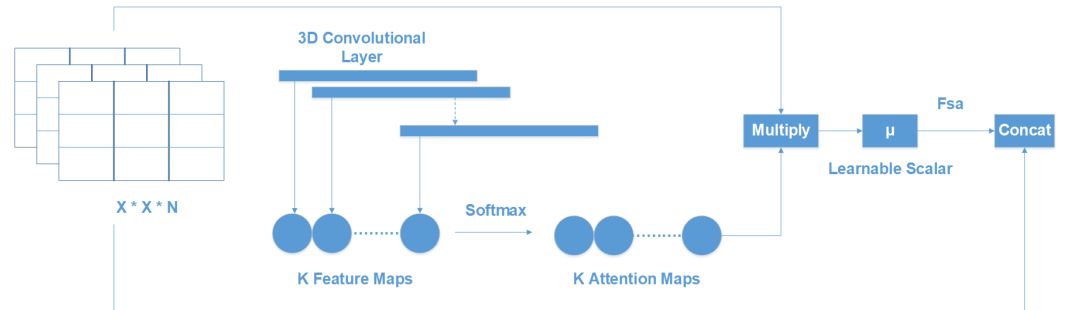 3D Convolutional
Layer
Fsa
Multiply
μ
Concat
Learnable Scalar
X * X * N
Softmax
K Feature Maps
K Attention Maps